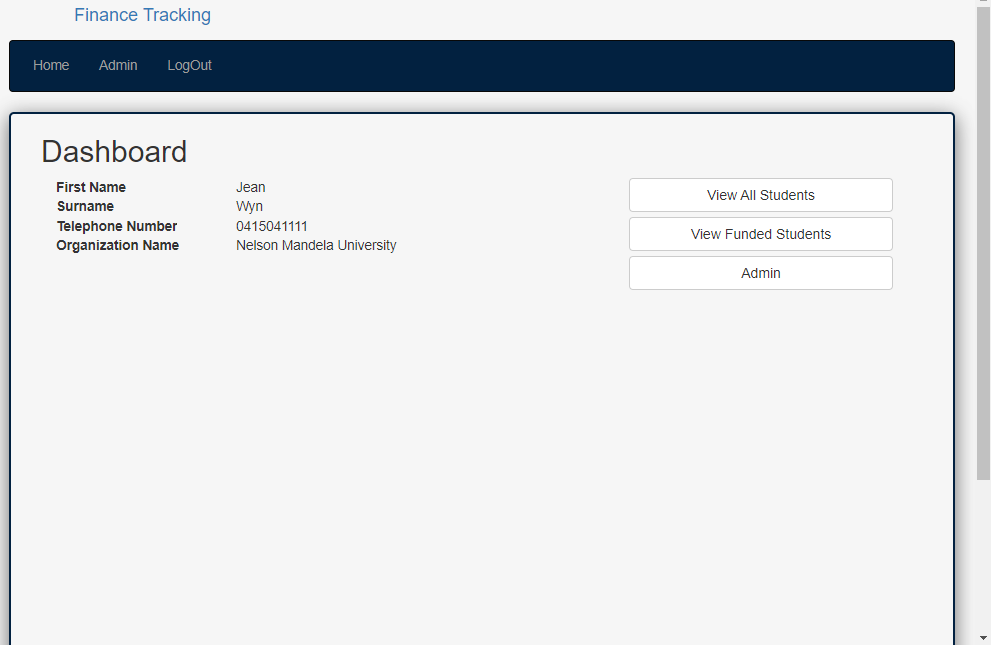 Finance Tracking
Home Admin LogOut
Dashboard
First Name Jean
Surname Wyn
Telephone Number 0415041111
Organization Name Nelson Mandela University
View All Students
View Funded Students
Admin